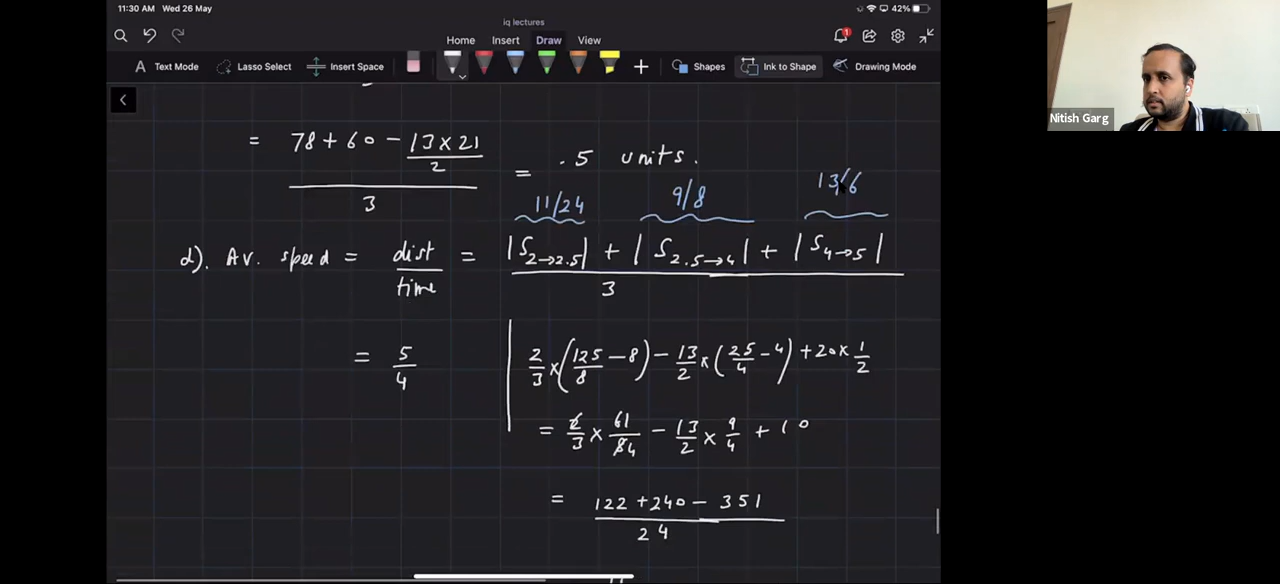 11:30 AM Wed 26 May
42%
iq lectures
Home Insert Draw View
1
Text Mode Lasso Select Insert Space Shapes Ink to Shape Drawing Mode
Nitish Garg
= (78 + 60 - (13 × 21)/2)/3 = .5 units.
11/24 9/8 13/6
d). Av. speed = dist/time = (|S2→2.5| + |S2.5→4| + |S4→5|)/3
= 5/4
2/3 × (125/8 - 8) - 13/2 × (25/4 - 4) + 20 × 1/2
= 2/3 × 61/84 - 13/2 × 9/4 + 10
= (122 + 240 - 351)/24